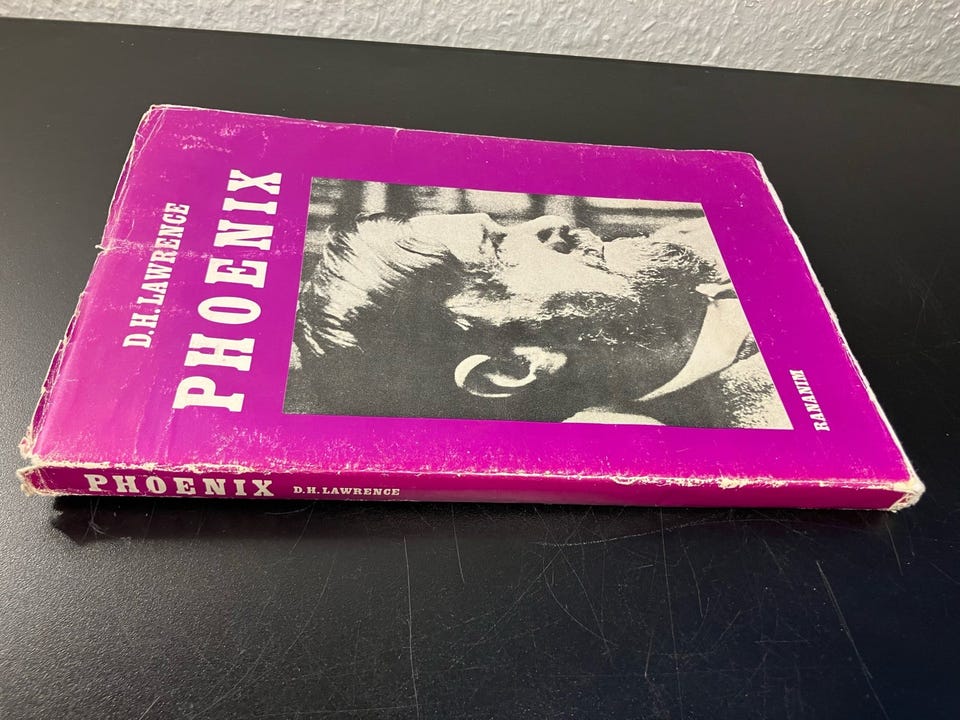 D.H. LAWRENCE
PHOENIX
RANANIM
PHOENIX D.H. LAWRENCE